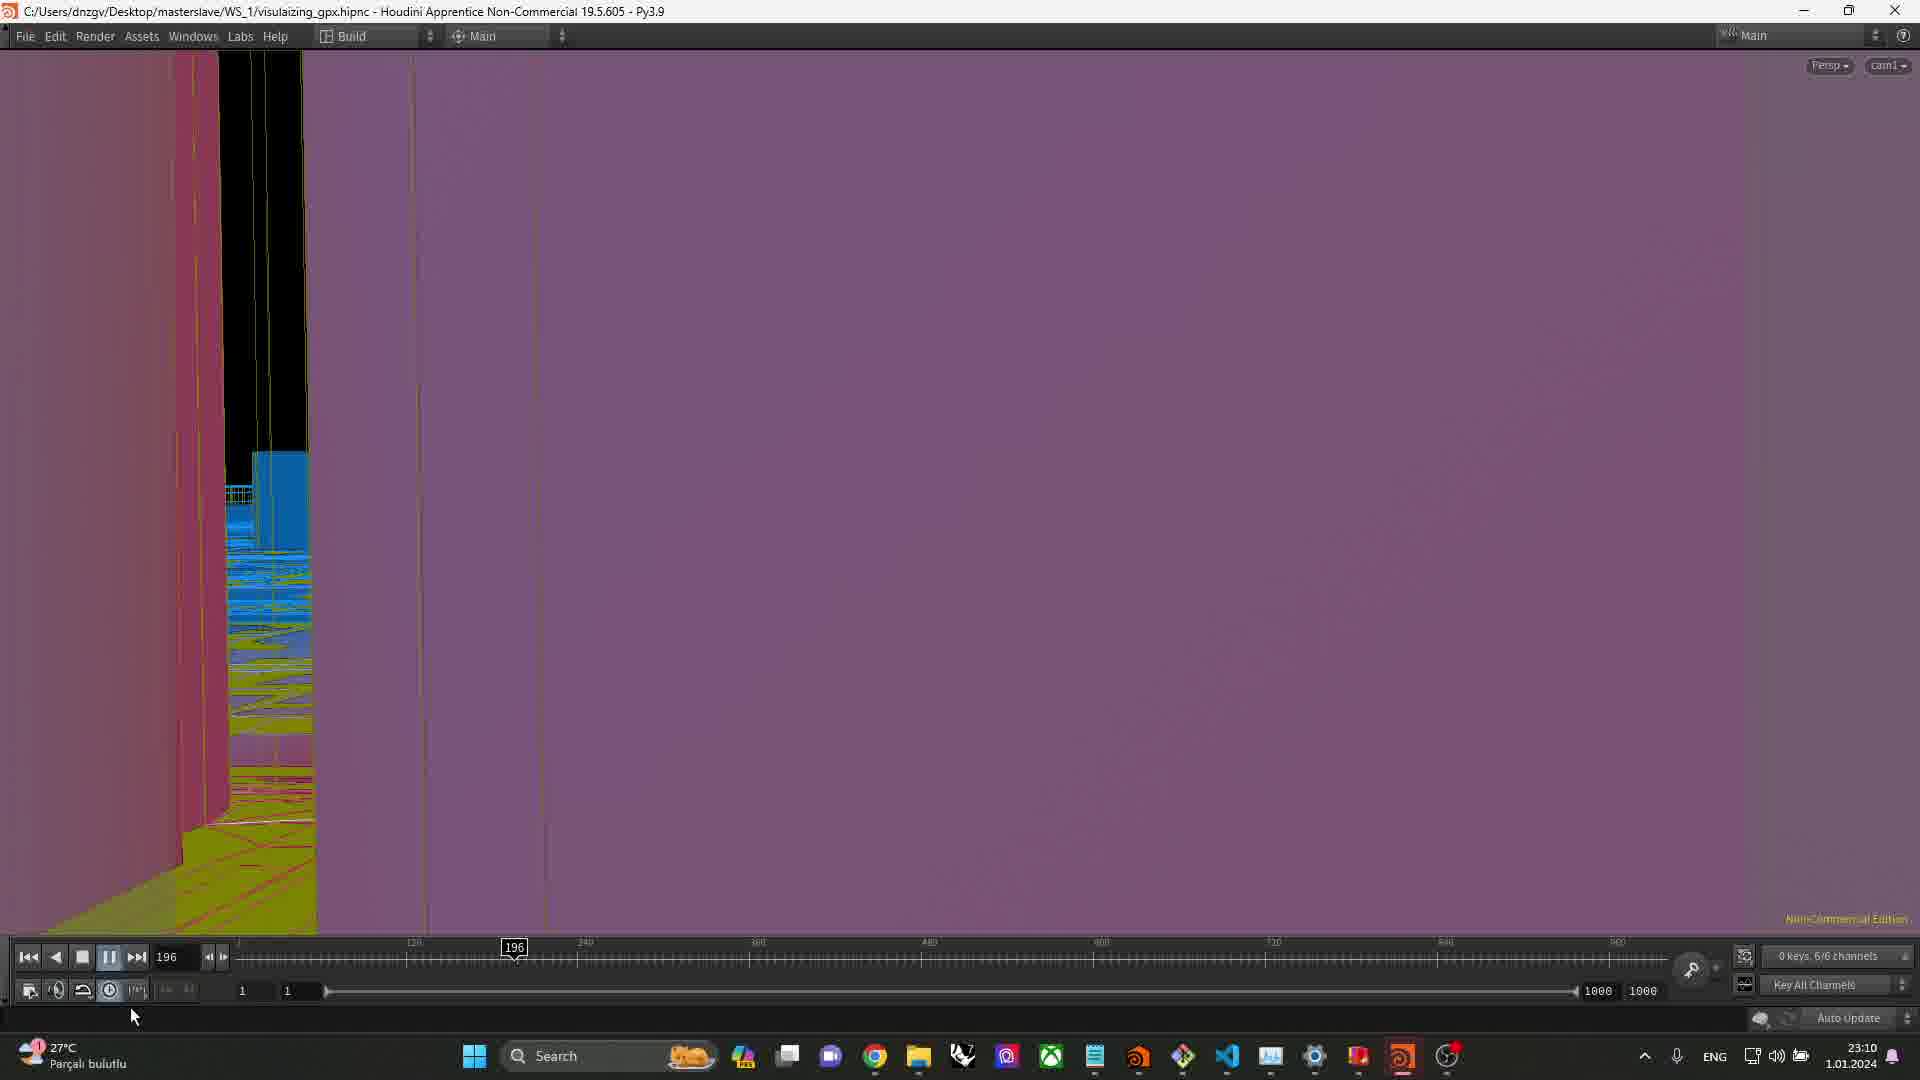 C:/Users/dnzgv/Desktop/masterslave/WS_1/visulaizing_gpx.hipnc - Houdini Apprentice Non-Commercial 19.5.605 - Py3.9
File Edit Render Assets Windows Labs Help Build Main Main
Persp cam1
Non-Commercial Edition
196 120 196 240 360 480 600 720 840 960 0 keys, 6/6 channels
1 1 1000 1000 Key All Channels
Auto Update
27°C
Parçalı bulutlu
Search
ENG
23:10
1.01.2024